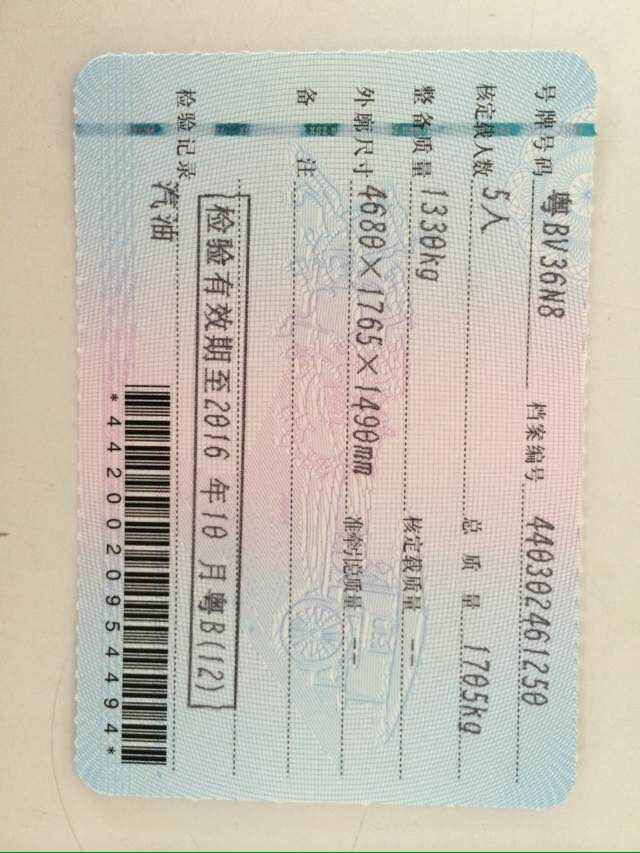 号牌号码 粤BV36N8 档案编号 440302461250
核定载人数 5人 总质量 1705kg
整备质量 1330kg 核定载质量 --
外廓尺寸 4680×1765×1490mm 准牵引总质量 --
备注
检验有效期至2016年10月粤B(12)
检验记录
汽油
*4420020954494*